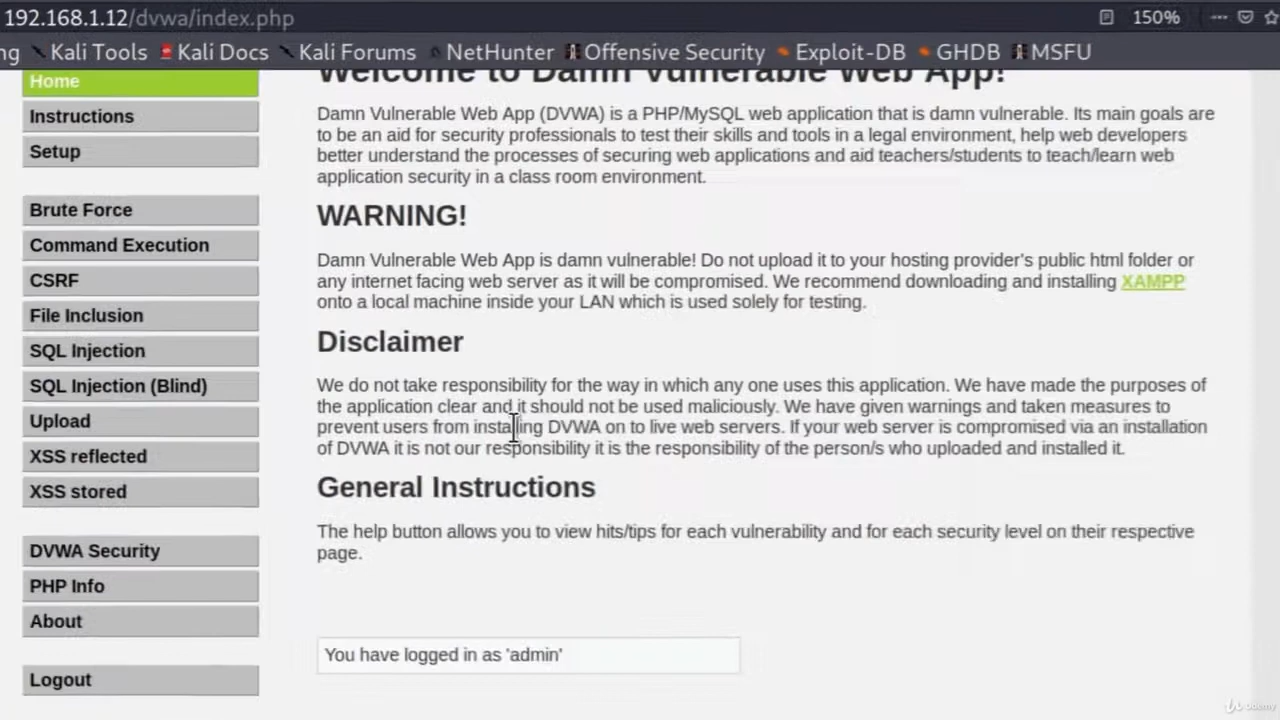 192.168.1.12/dvwa/index.php
150%
ng Kali Tools Kali Docs Kali Forums NetHunter Offensive Security Exploit-DB GHDB MSFU
Home
Instructions
Setup
Brute Force
Command Execution
CSRF
File Inclusion
SQL Injection
SQL Injection (Blind)
Upload
XSS reflected
XSS stored
DVWA Security
PHP Info
About
Logout
Welcome to Damn Vulnerable Web App!
Damn Vulnerable Web App (DVWA) is a PHP/MySQL web application that is damn vulnerable. Its main goals are
to be an aid for security professionals to test their skills and tools in a legal environment, help web developers
better understand the processes of securing web applications and aid teachers/students to teach/learn web
application security in a class room environment.
WARNING!
Damn Vulnerable Web App is damn vulnerable! Do not upload it to your hosting provider's public html folder or
any internet facing web server as it will be compromised. We recommend downloading and installing XAMPP
onto a local machine inside your LAN which is used solely for testing.
Disclaimer
We do not take responsibility for the way in which any one uses this application. We have made the purposes of
the application clear and it should not be used maliciously. We have given warnings and taken measures to
prevent users from installing DVWA on to live web servers. If your web server is compromised via an installation
of DVWA it is not our responsibility it is the responsibility of the person/s who uploaded and installed it.
General Instructions
The help button allows you to view hits/tips for each vulnerability and for each security level on their respective
page.
You have logged in as 'admin'
Udemy